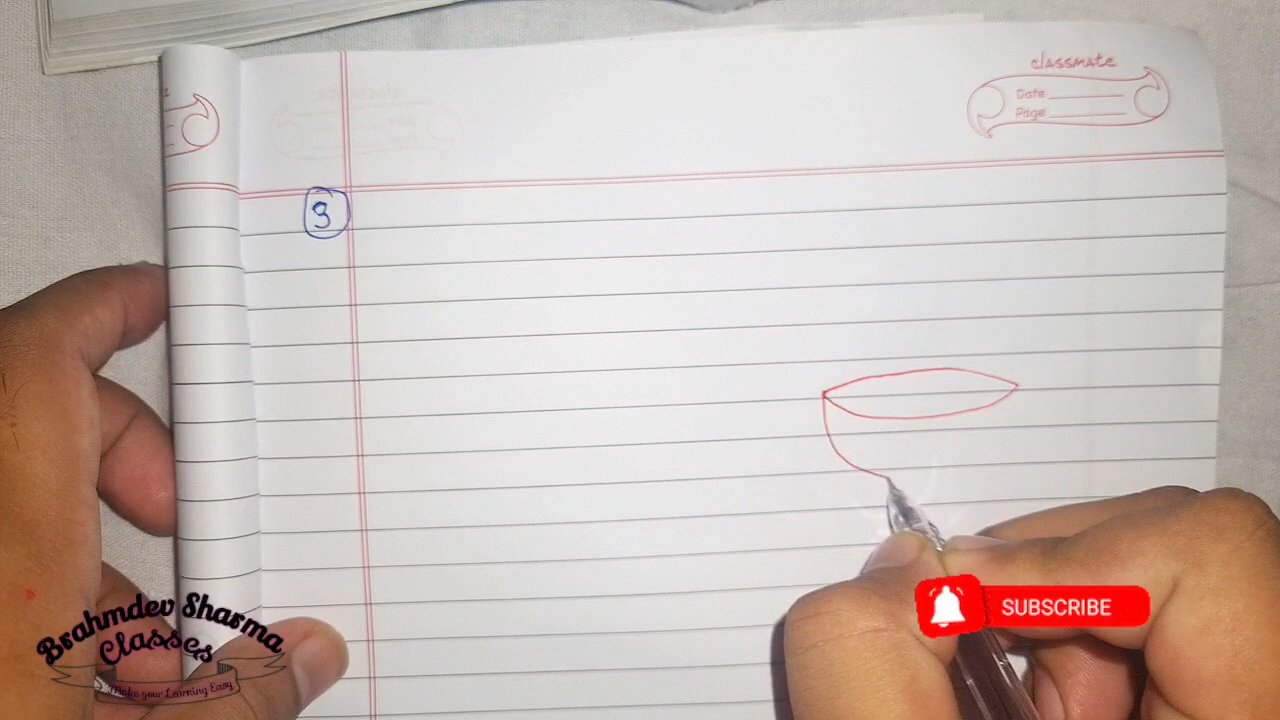 classmate
Date
Page
9
SUBSCRIBE
Brahmdev Sharma
Classes
Make your Learning Easy